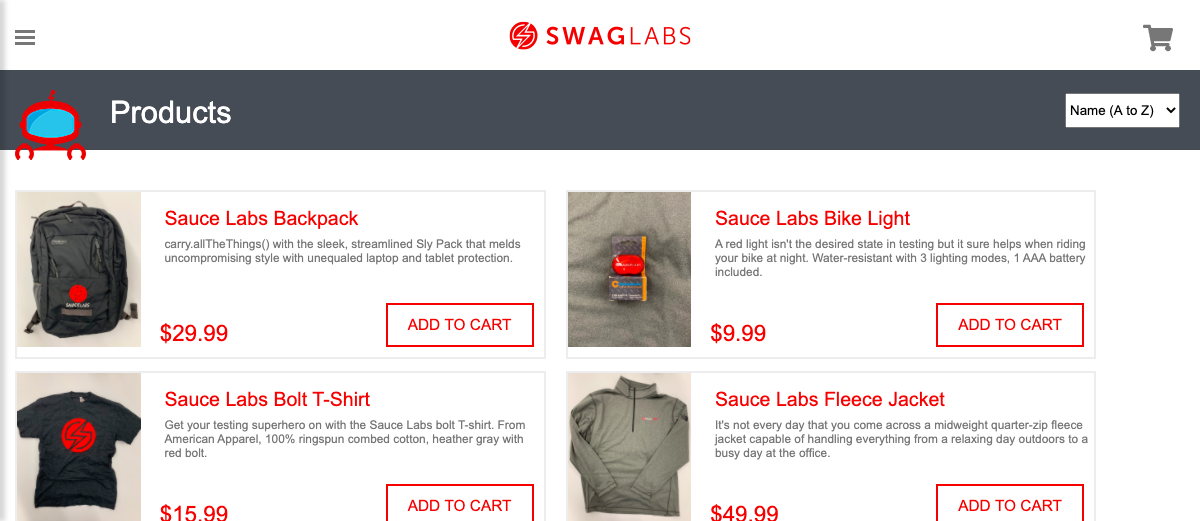 SWAGLABS
Products
Name (A to Z)
Sauce Labs Backpack
carry.allTheThings() with the sleek, streamlined Sly Pack that melds
uncompromising style with unequaled laptop and tablet protection.
$29.99
ADD TO CART
Sauce Labs Bike Light
A red light isn't the desired state in testing but it sure helps when riding
your bike at night. Water-resistant with 3 lighting modes, 1 AAA battery
included.
$9.99
ADD TO CART
Sauce Labs Bolt T-Shirt
Get your testing superhero on with the Sauce Labs bolt T-shirt. From
American Apparel, 100% ringspun combed cotton, heather gray with
red bolt.
$15.99
ADD TO CART
Sauce Labs Fleece Jacket
It's not every day that you come across a midweight quarter-zip fleece
jacket capable of handling everything from a relaxing day outdoors to a
busy day at the office.
$49.99
ADD TO CART